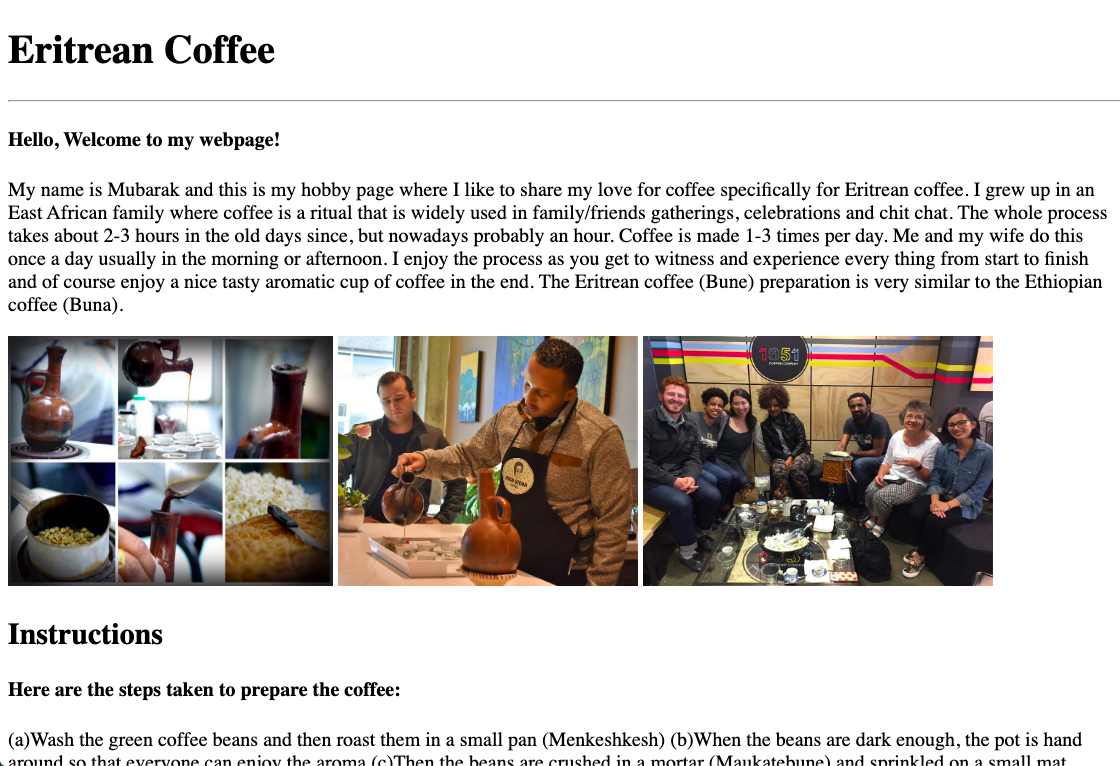 Eritrean Coffee
Hello, Welcome to my webpage!
My name is Mubarak and this is my hobby page where I like to share my love for coffee specifically for Eritrean coffee. I grew up in an
East African family where coffee is a ritual that is widely used in family/friends gatherings, celebrations and chit chat. The whole process
takes about 2-3 hours in the old days since, but nowadays probably an hour. Coffee is made 1-3 times per day. Me and my wife do this
once a day usually in the morning or afternoon. I enjoy the process as you get to witness and experience every thing from start to finish
and of course enjoy a nice tasty aromatic cup of coffee in the end. The Eritrean coffee (Bune) preparation is very similar to the Ethiopian
coffee (Buna).
1951
COFFEE COMPANY
Instructions
Here are the steps taken to prepare the coffee:
(a)Wash the green coffee beans and then roast them in a small pan (Menkeshkesh) (b)When the beans are dark enough, the pot is hand
around so that everyone can enjoy the aroma (c)Then the beans are crushed in a mortar (Maukatebune) and sprinkled on a small mat